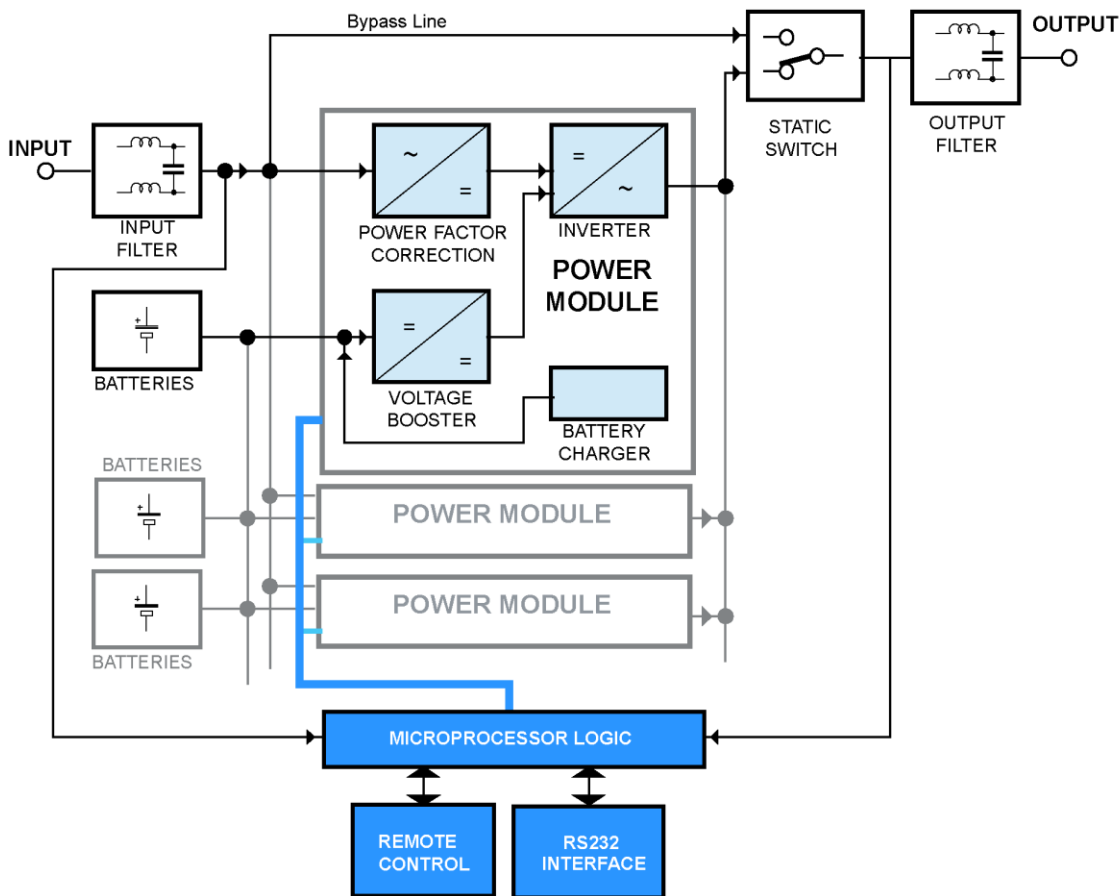 Bypass Line
OUTPUT
INPUT
INPUT
FILTER
~
=
POWER FACTOR
CORRECTION
=
~
INVERTER
STATIC
SWITCH
OUTPUT
FILTER
POWER
MODULE
+
BATTERIES
=
=
VOLTAGE
BOOSTER
BATTERY
CHARGER
BATTERIES
+
POWER MODULE
+
BATTERIES
POWER MODULE
MICROPROCESSOR LOGIC
REMOTE
CONTROL
RS232
INTERFACE